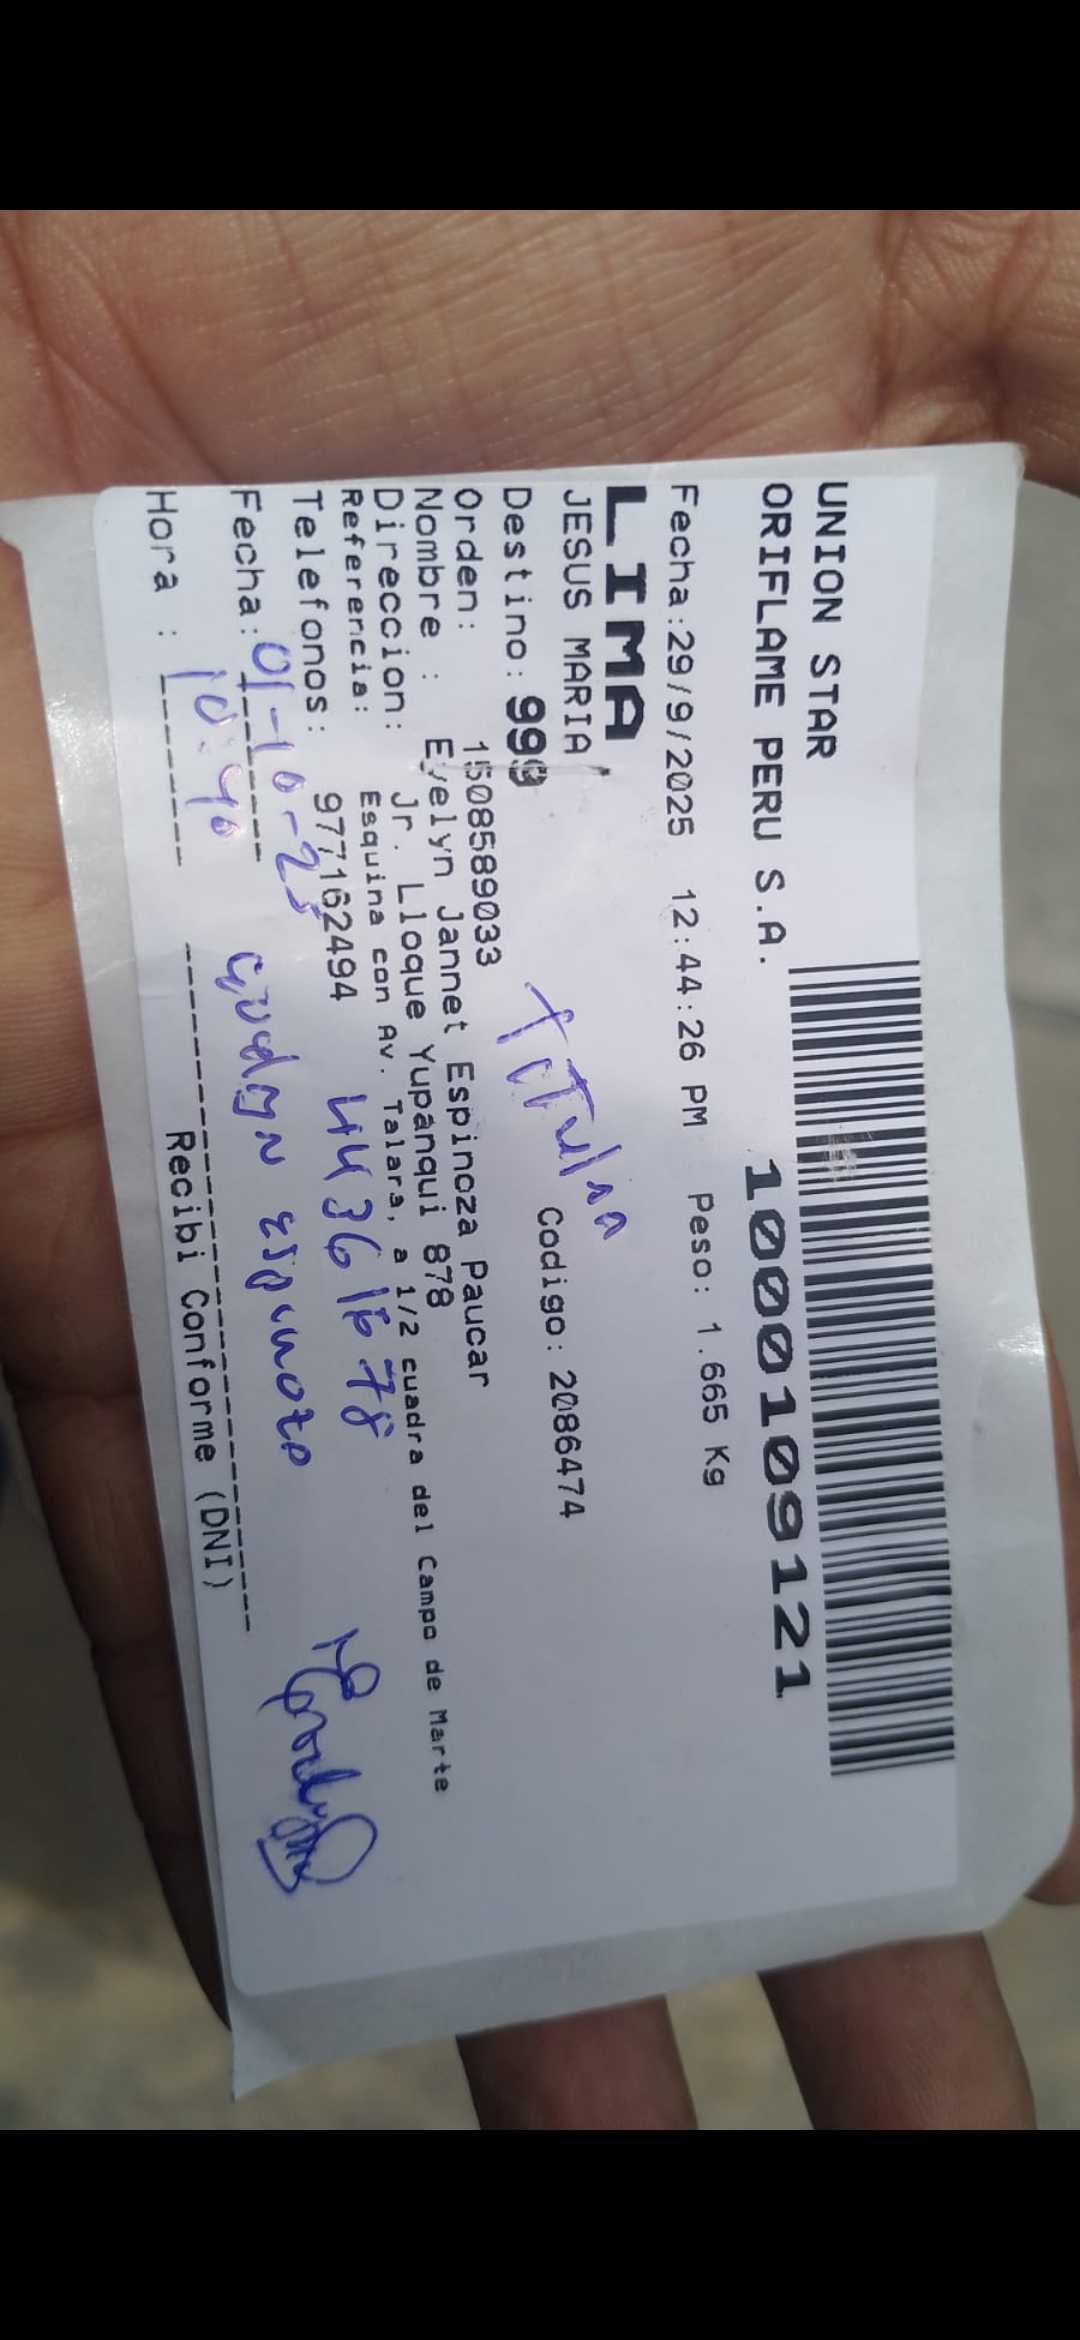 UNION STAR
ORIFLAME PERU S.A. 1000109121
Fecha:29/9/2025 12:44:26 PM Peso: 1.665 Kg
LIMA
JESUS MARIA
Destino: 999 Codigo: 2086474
Titular
Orden: 1508589033
Nombre : Evelyn Jannet Espinoza Paucar
Direccion: Jr. Lloque Yupanqui 878
Referencia: Esquina con Av. Talara, a 1/2 cuadra del Campo de Marte
Telefonos: 977162494 44361678
Fecha: 01-10-25 Espinoza
Hora : 10:40
Recibi Conforme (DNI)